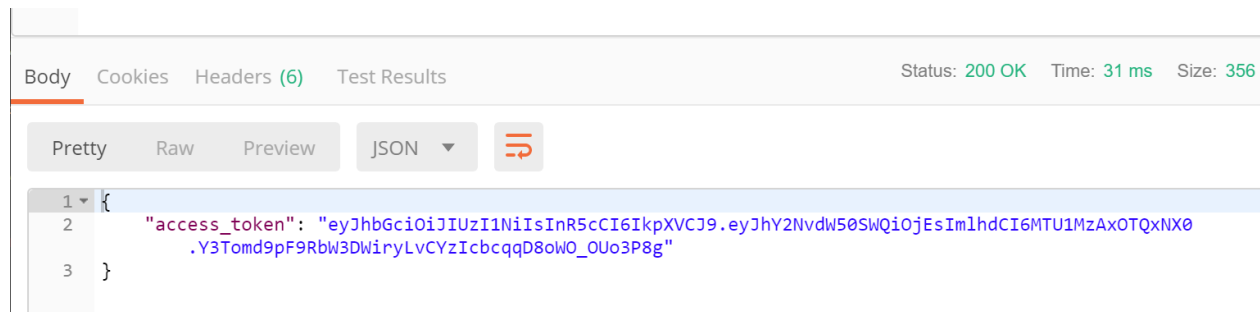 Body Cookies Headers (6) Test Results Status: 200 OK Time: 31 ms Size: 356
Pretty Raw Preview JSON
1 {
2 "access_token": "eyJhbGciOiJIUzI1NiIsInR5cCI6IkpXVCJ9.eyJhY2NvdW50SWQiOjEsImlhdCI6MTU1MzAxOTQxNX0
.Y3Tomd9pF9RbW3DWiryLvCYzIcbcqqD8oWO_OUo3P8g"
3 }